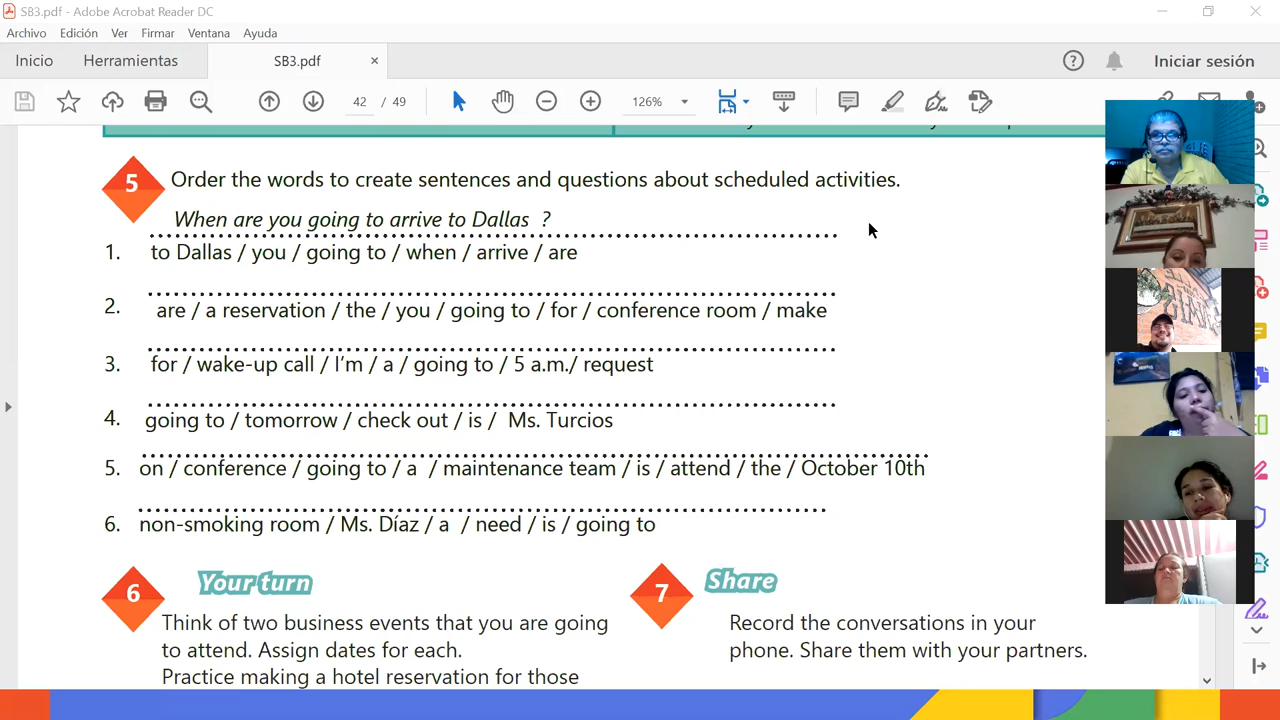 SB3.pdf - Adobe Acrobat Reader DC
Archivo Edición Ver Firmar Ventana Ayuda
Inicio Herramientas SB3.pdf Iniciar sesión
42 / 49 126%
5 Order the words to create sentences and questions about scheduled activities.
When are you going to arrive to Dallas ?
1. to Dallas / you / going to / when / arrive / are
2. are / a reservation / the / you / going to / for / conference room / make
3. for / wake-up call / I'm / a / going to / 5 a.m./ request
4. going to / tomorrow / check out / is / Ms. Turcios
5. on / conference / going to / a / maintenance team / is / attend / the / October 10th
6. non-smoking room / Ms. Díaz / a / need / is / going to
6 Your turn
Think of two business events that you are going
to attend. Assign dates for each.
Practice making a hotel reservation for those
7 Share
Record the conversations in your
phone. Share them with your partners.